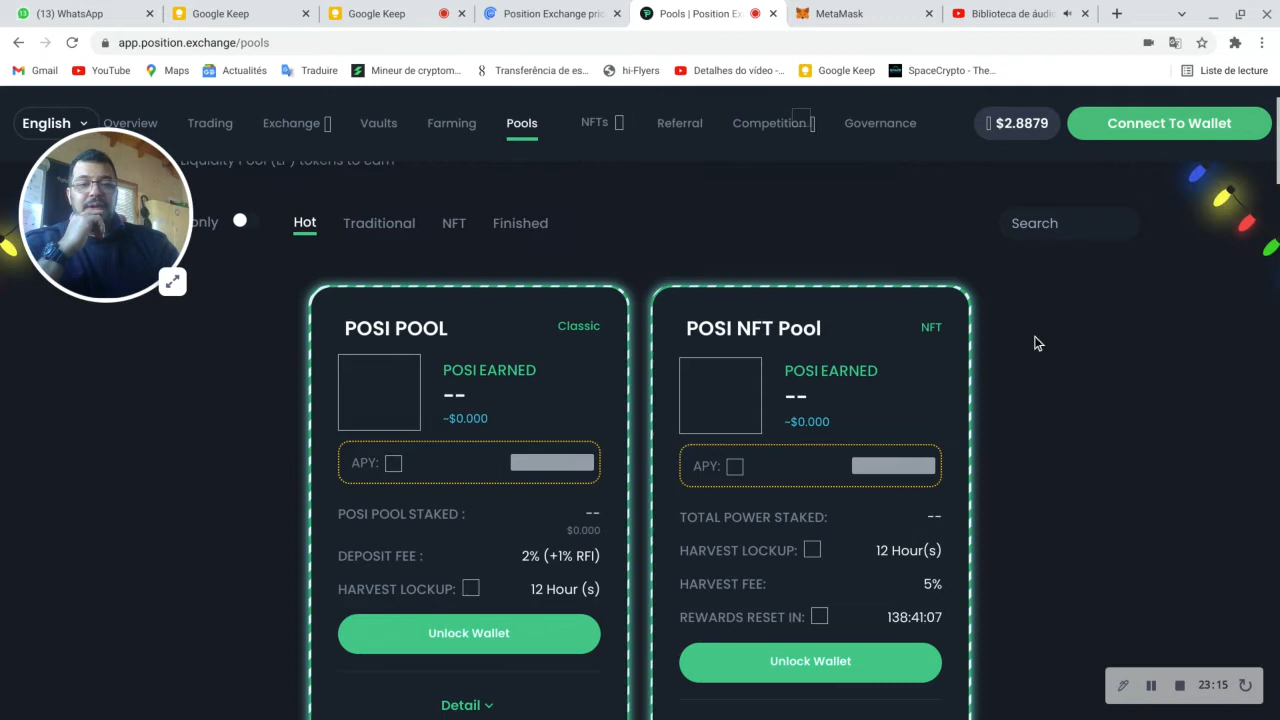 (13) WhatsApp
Google Keep
Google Keep
Position Exchange pric
Pools | Position Ex
MetaMask
Biblioteca de áudio
app.position.exchange/pools
Gmail
YouTube
Maps
Actualités
Traduire
Mineur de cryptom...
Transferência de es...
hi-Flyers
Detalhes do vídeo -...
Google Keep
SpaceCrypto - The...
Liste de lecture
English
Overview
Trading
Exchange
Vaults
Farming
Pools
NFTs
Referral
Competition
Governance
$2.8879
Connect To Wallet
Liquidity Pool (LP) tokens to earn
only
Hot
Traditional
NFT
Finished
Search
POSI POOL
Classic
POSI EARNED
--
~$0.000
APY:
POSI POOL STAKED :
--
$0.000
DEPOSIT FEE :
2% (+1% RFI)
HARVEST LOCKUP:
12 Hour (s)
Unlock Wallet
Detail
POSI NFT Pool
NFT
POSI EARNED
--
~$0.000
APY:
TOTAL POWER STAKED:
--
HARVEST LOCKUP:
12 Hour(s)
HARVEST FEE:
5%
REWARDS RESET IN:
138:41:07
Unlock Wallet
23:15